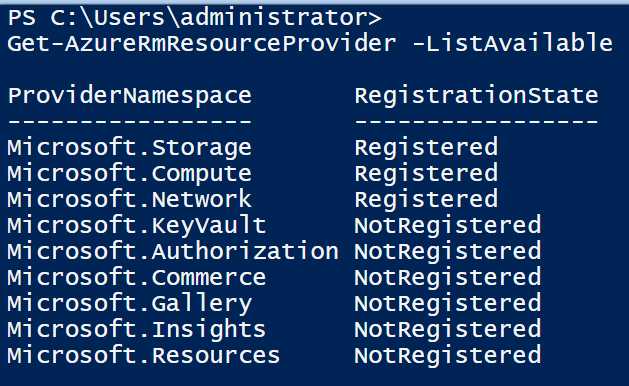 PS C:\Users\administrator>
Get-AzureRmResourceProvider -ListAvailable
ProviderNamespace RegistrationState
----------------- -----------------
Microsoft.Storage Registered
Microsoft.Compute Registered
Microsoft.Network Registered
Microsoft.KeyVault NotRegistered
Microsoft.Authorization NotRegistered
Microsoft.Commerce NotRegistered
Microsoft.Gallery NotRegistered
Microsoft.Insights NotRegistered
Microsoft.Resources NotRegistered